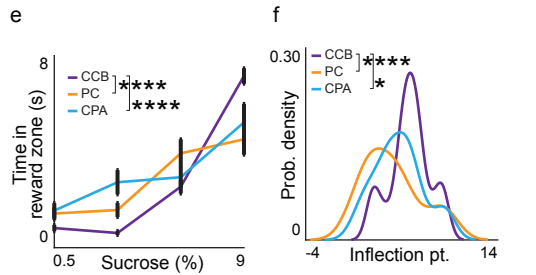 e
8
CCB
PC
CPA
****
****
Time in
reward zone (s)
0
0.5
9
Sucrose (%)
f
0.30
CCB
PC
CPA
****
*
Prob. density
0
-4
14
Inflection pt.